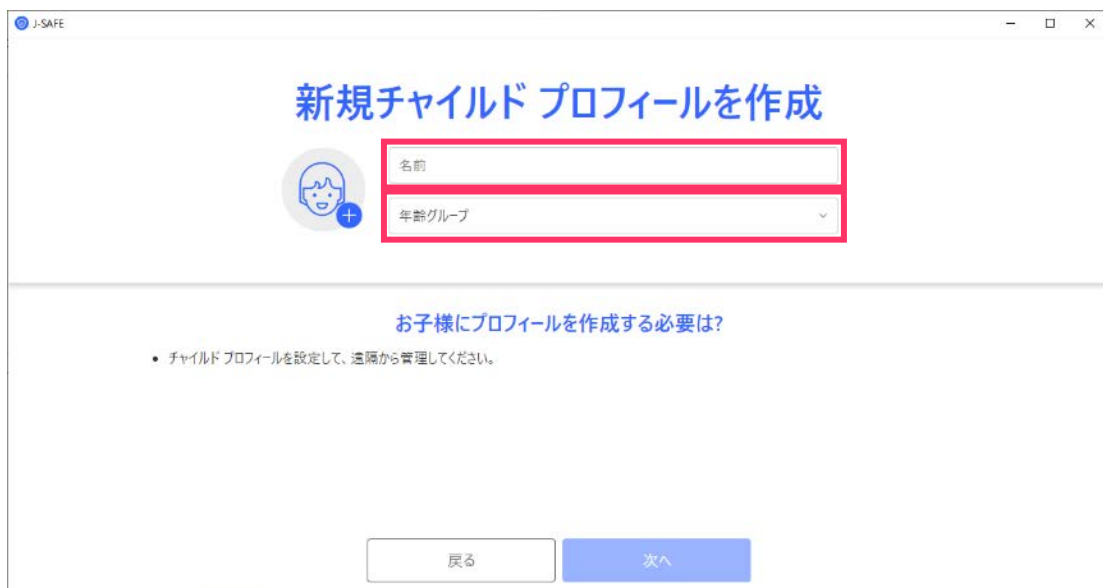 J-SAFE
新規チャイルド プロフィールを作成
名前
年齢グループ
お子様にプロフィールを作成する必要は?
• チャイルド プロフィールを設定して、遠隔から管理してください。
戻る
次へ